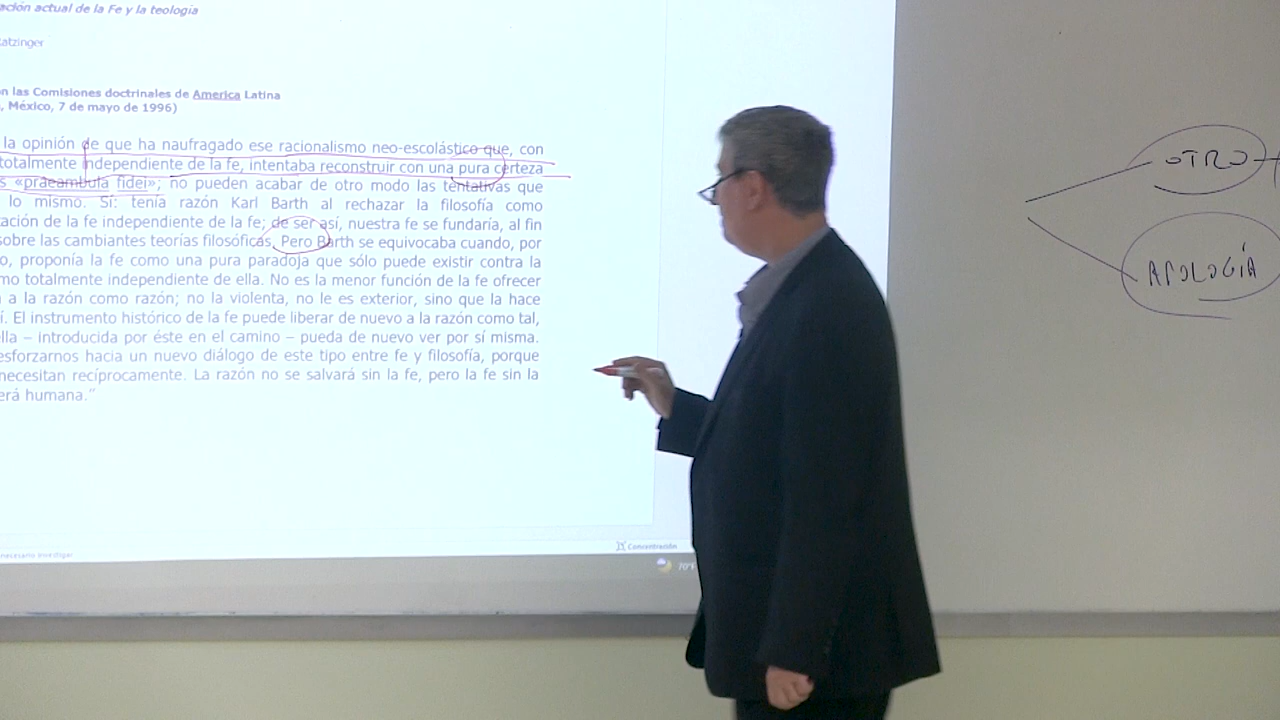 ación actual de la Fe y la teología
atzinger
n las Comisiones doctrinales de America Latina
, México, 7 de mayo de 1996)
la opinión de que ha naufragado ese racionalismo neo-escolástico que, con
totalmente independiente de la fe, intentaba reconstruir con una pura certeza
s «praeambula fidei»; no pueden acabar de otro modo las tentativas que
lo mismo. Sí: tenía razón Karl Barth al rechazar la filosofía como
ación de la fe independiente de la fe; de ser así, nuestra fe se fundaría, al fin
sobre las cambiantes teorías filosóficas. Pero Barth se equivocaba cuando, por
o, proponía la fe como una pura paradoja que sólo puede existir contra la
mo totalmente independiente de ella. No es la menor función de la fe ofrecer
a la razón como razón; no la violenta, no le es exterior, sino que la hace
í. El instrumento histórico de la fe puede liberar de nuevo a la razón como tal,
ella – introducida por éste en el camino – pueda de nuevo ver por sí misma.
esforzarnos hacia un nuevo diálogo de este tipo entre fe y filosofía, porque
necesitan recíprocamente. La razón no se salvará sin la fe, pero la fe sin la
erá humana.“
necesario investigar
Concentración
70°F
OTRO
APOLOGÍA